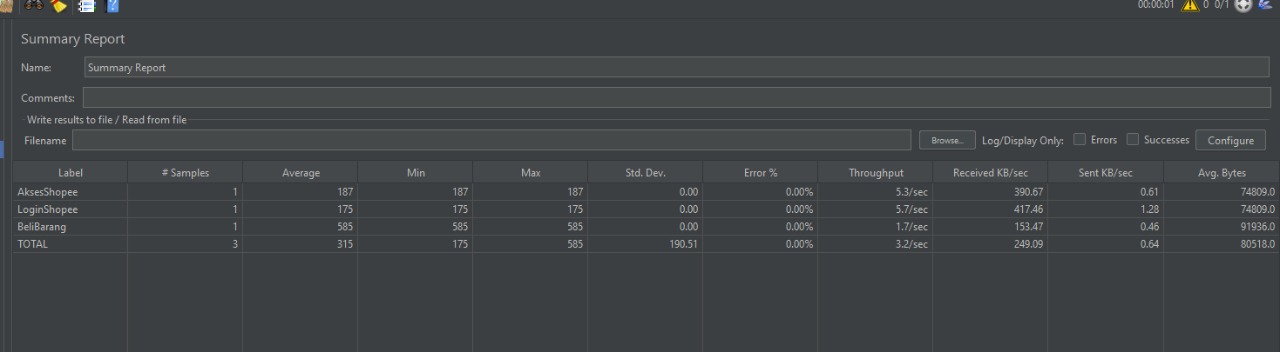 00:00:01 0 0/1
Summary Report
Name: Summary Report
Comments:
Write results to file / Read from file
Filename Browse... Log/Display Only: Errors Successes Configure
Label # Samples Average Min Max Std. Dev. Error % Throughput Received KB/sec Sent KB/sec Avg. Bytes
AksesShopee 1 187 187 187 0.00 0.00% 5.3/sec 390.67 0.61 74809.0
LoginShopee 1 175 175 175 0.00 0.00% 5.7/sec 417.46 1.28 74809.0
BeliBarang 1 585 585 585 0.00 0.00% 1.7/sec 153.47 0.46 91936.0
TOTAL 3 315 175 585 190.51 0.00% 3.2/sec 249.09 0.64 80518.0